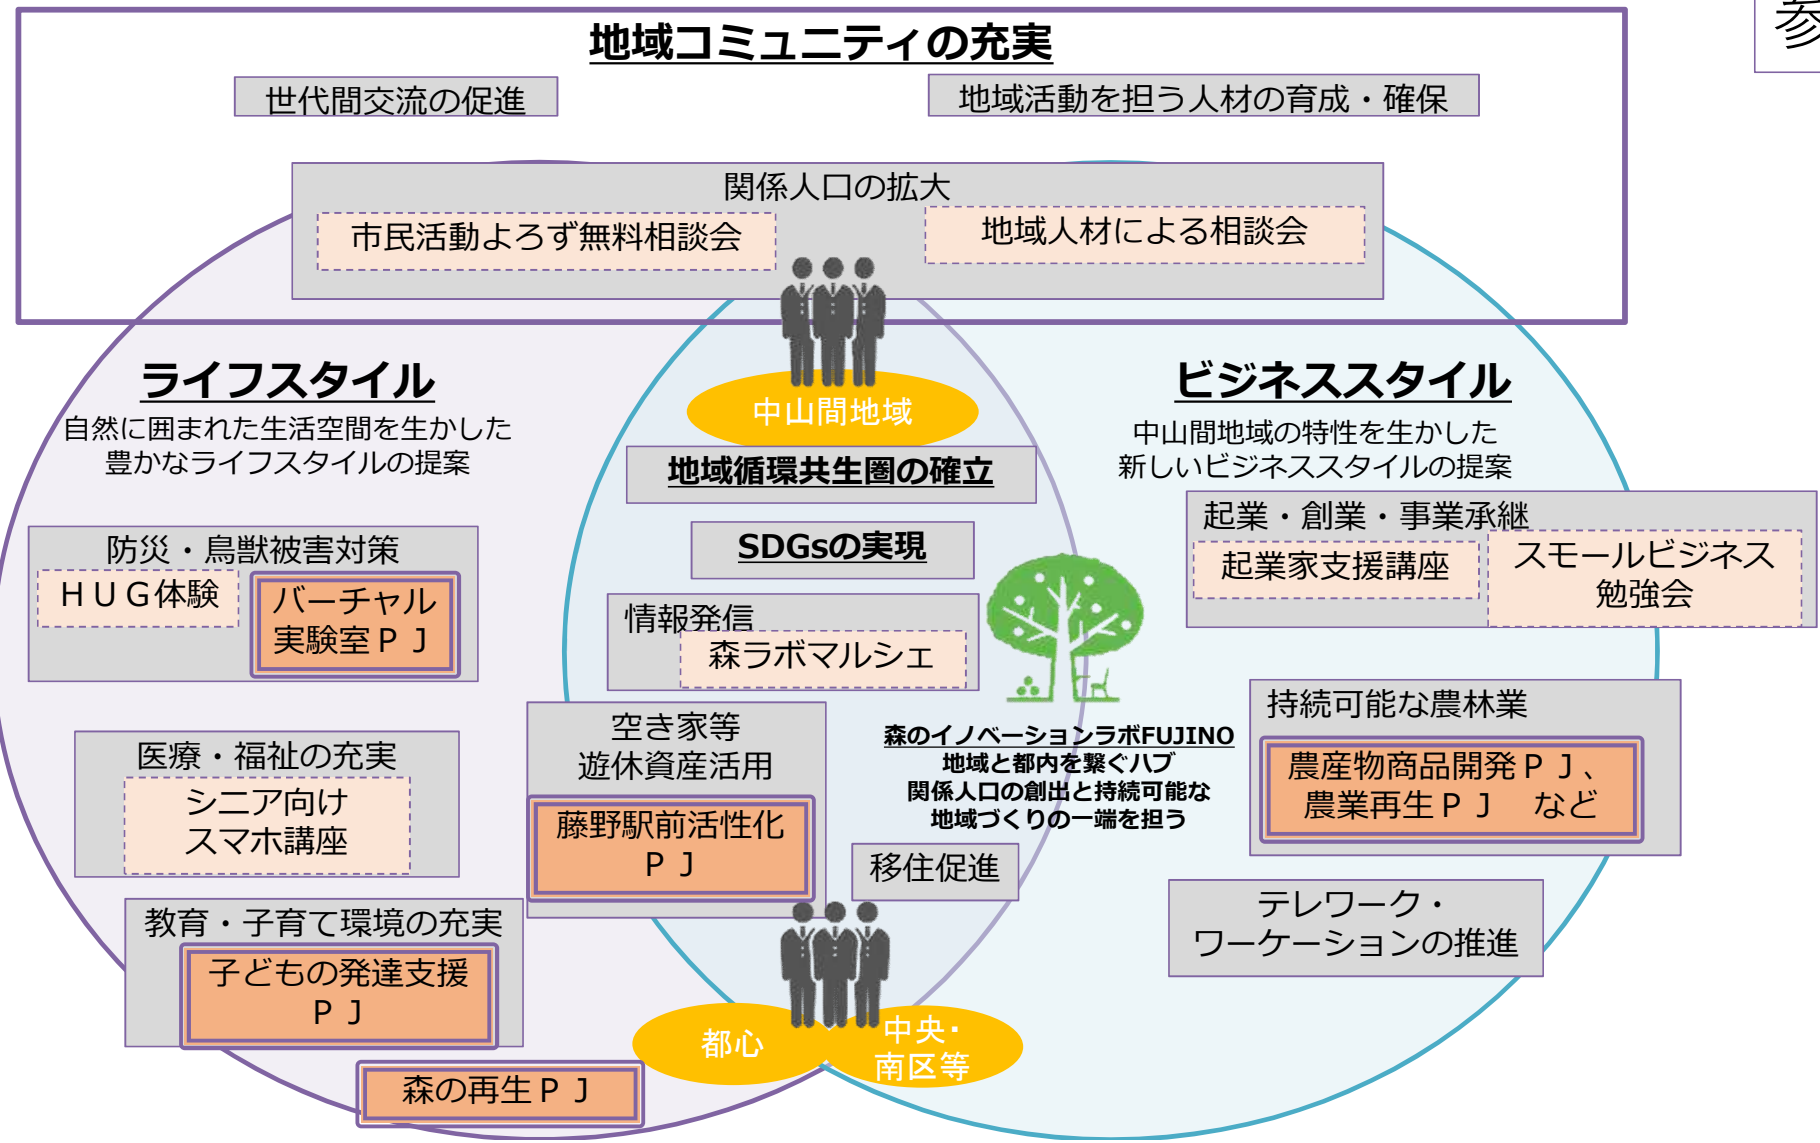 参
地域コミュニティの充実
世代間交流の促進
地域活動を担う人材の育成・確保
関係人口の拡大
市民活動よろず無料相談会
地域人材による相談会
中山間地域
ライフスタイル
自然に囲まれた生活空間を生かした
豊かなライフスタイルの提案
防災・鳥獣被害対策
ＨＵＧ体験
バーチャル
実験室ＰＪ
医療・福祉の充実
シニア向け
スマホ講座
教育・子育て環境の充実
子どもの発達支援
ＰＪ
森の再生ＰＪ
地域循環共生圏の確立
SDGsの実現
情報発信
森ラボマルシェ
空き家等
遊休資産活用
藤野駅前活性化
ＰＪ
森のイノベーションラボFUJINO
地域と都内を繋ぐハブ
関係人口の創出と持続可能な
地域づくりの一端を担う
移住促進
都心
中央・
南区等
ビジネススタイル
中山間地域の特性を生かした
新しいビジネススタイルの提案
起業・創業・事業承継
起業家支援講座
スモールビジネス
勉強会
持続可能な農林業
農産物商品開発ＰＪ、
農業再生ＰＪ　など
テレワーク・
ワーケーションの推進